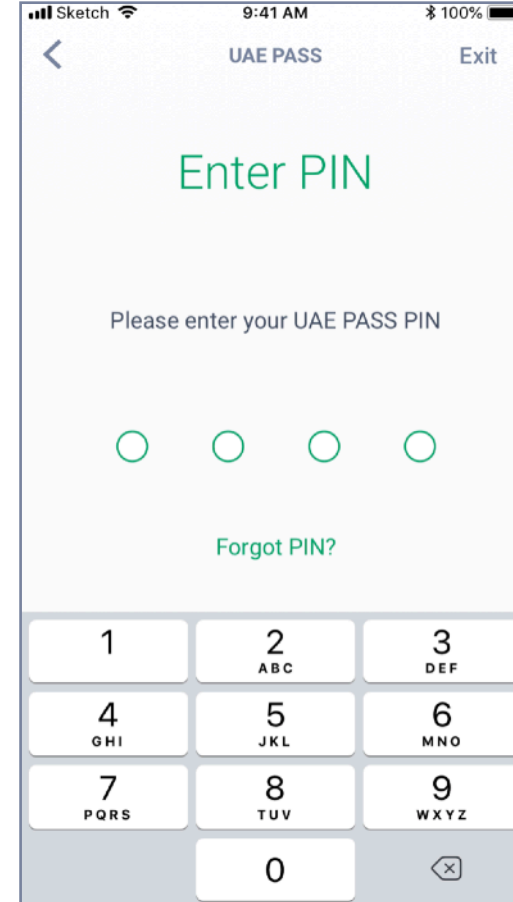 Sketch 9:41 AM 100%
UAE PASS Exit
Enter PIN
Please enter your UAE PASS PIN
Forgot PIN?
1 2 3
ABC DEF
4 5 6
GHI JKL MNO
7 8 9
PQRS TUV WXYZ
0